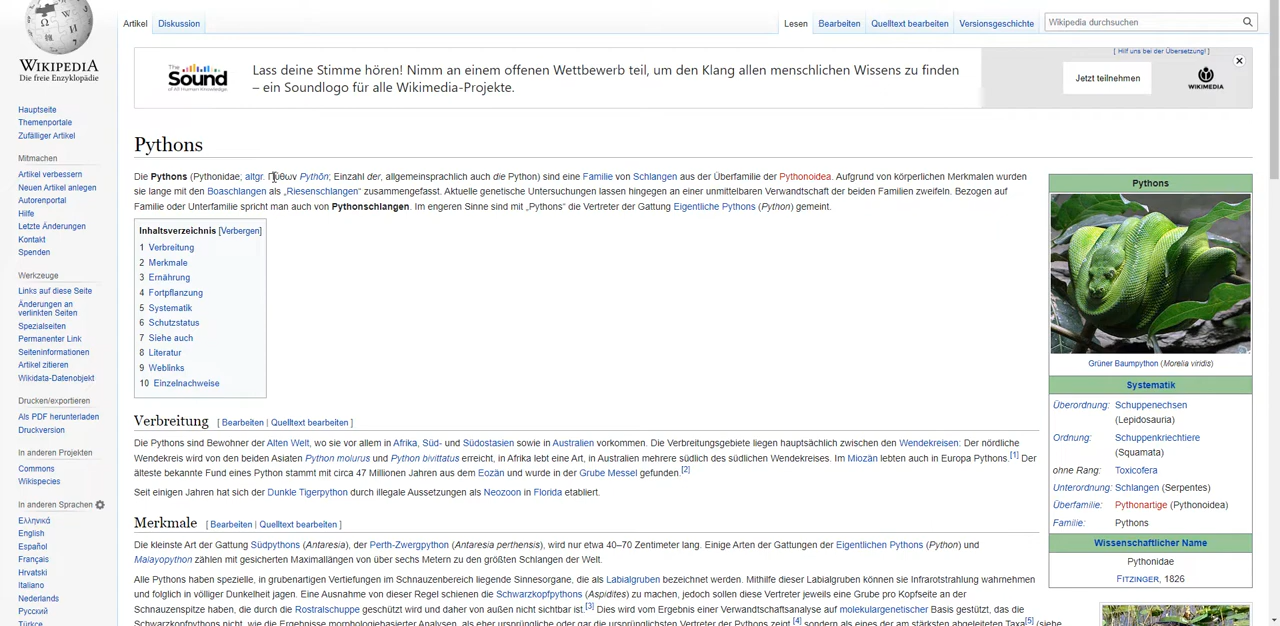 Artikel Diskussion Lesen Bearbeiten Quelltext bearbeiten Versionsgeschichte Wikipedia durchsuchen
WIKIPEDIA
Die freie Enzyklopädie
Hauptseite
Themenportale
Zufälliger Artikel
Mitmachen
Artikel verbessern
Neuen Artikel anlegen
Autorenportal
Hilfe
Letzte Änderungen
Kontakt
Spenden
Werkzeuge
Links auf diese Seite
Änderungen an
verlinkten Seiten
Spezialseiten
Permanenter Link
Seiteninformationen
Artikel zitieren
Wikidata-Datenobjekt
Drucken/exportieren
Als PDF herunterladen
Druckversion
In anderen Projekten
Commons
Wikispecies
In anderen Sprachen
Ελληνικά
English
Español
Français
Hrvatski
Italiano
Nederlands
Русский
Türkçe
[ Hilf uns bei der Übersetzung! ]
The
Sound
of All Human Knowledge
Lass deine Stimme hören! Nimm an einem offenen Wettbewerb teil, um den Klang allen menschlichen Wissens zu finden
– ein Soundlogo für alle Wikimedia-Projekte.
Jetzt teilnehmen
WIKIMEDIA
Pythons
Die Pythons (Pythonidae; altgr. Πύθων Pythōn; Einzahl der, allgemeinsprachlich auch die Python) sind eine Familie von Schlangen aus der Überfamilie der Pythonoidea. Aufgrund von körperlichen Merkmalen wurden
sie lange mit den Boaschlangen als „Riesenschlangen“ zusammengefasst. Aktuelle genetische Untersuchungen lassen hingegen an einer unmittelbaren Verwandtschaft der beiden Familien zweifeln. Bezogen auf
Familie oder Unterfamilie spricht man auch von Pythonschlangen. Im engeren Sinne sind mit „Pythons“ die Vertreter der Gattung Eigentliche Pythons (Python) gemeint.
Inhaltsverzeichnis [Verbergen]
1 Verbreitung
2 Merkmale
3 Ernährung
4 Fortpflanzung
5 Systematik
6 Schutzstatus
7 Siehe auch
8 Literatur
9 Weblinks
10 Einzelnachweise
Verbreitung [ Bearbeiten | Quelltext bearbeiten ]
Die Pythons sind Bewohner der Alten Welt, wo sie vor allem in Afrika, Süd- und Südostasien sowie in Australien vorkommen. Die Verbreitungsgebiete liegen hauptsächlich zwischen den Wendekreisen: Der nördliche
Wendekreis wird von den beiden Asiaten Python molurus und Python bivittatus erreicht, in Afrika lebt eine Art, in Australien mehrere südlich des südlichen Wendekreises. Im Miozän lebten auch in Europa Pythons.[1] Der
älteste bekannte Fund eines Python stammt mit circa 47 Millionen Jahren aus dem Eozän und wurde in der Grube Messel gefunden.[2]
Seit einigen Jahren hat sich der Dunkle Tigerpython durch illegale Aussetzungen als Neozoon in Florida etabliert.
Merkmale [ Bearbeiten | Quelltext bearbeiten ]
Die kleinste Art der Gattung Südpythons (Antaresia), der Perth-Zwergpython (Antaresia perthensis), wird nur etwa 40–70 Zentimeter lang. Einige Arten der Gattungen der Eigentlichen Pythons (Python) und
Malayopython zählen mit gesicherten Maximallängen von über sechs Metern zu den größten Schlangen der Welt.
Alle Pythons haben spezielle, in grubenartigen Vertiefungen im Schnauzenbereich liegende Sinnesorgane, die als Labialgruben bezeichnet werden. Mithilfe dieser Labialgruben können sie Infrarotstrahlung wahrnehmen
und folglich in völliger Dunkelheit jagen. Eine Ausnahme von dieser Regel schienen die Schwarzkopfpythons (Aspidites) zu machen, jedoch sollen diese Vertreter jeweils eine Grube pro Kopfseite an der
Schnauzenspitze haben, die durch die Rostralschuppe geschützt wird und daher von außen nicht sichtbar ist.[3] Dies wird vom Ergebnis einer Verwandtschaftsanalyse auf molekulargenetischer Basis gestützt, das die
Schwarzkopfpythons nicht, wie die Ergebnisse morphologiebasierter Analysen, als eher ursprüngliche oder gar die ursprünglichsten Vertreter der Pythons zeigt,[4] sondern als eines der am stärksten abgeleiteten Taxa[5] (siehe
Pythons
Grüner Baumpython (Morelia viridis)
Systematik
Überordnung: Schuppenechsen
(Lepidosauria)
Ordnung: Schuppenkriechtiere
(Squamata)
ohne Rang: Toxicofera
Unterordnung: Schlangen (Serpentes)
Überfamilie: Pythonartige (Pythonoidea)
Familie: Pythons
Wissenschaftlicher Name
Pythonidae
FITZINGER, 1826